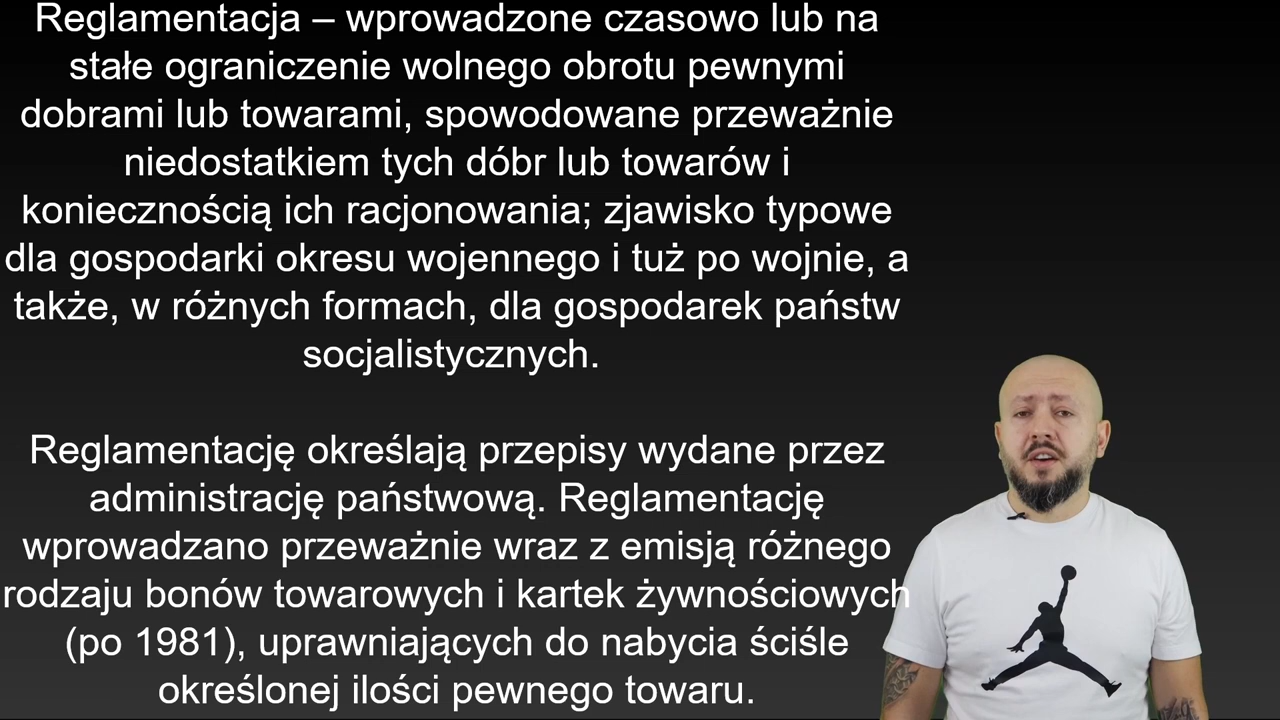 Reglamentacja – wprowadzone czasowo lub na
stałe ograniczenie wolnego obrotu pewnymi
dobrami lub towarami, spowodowane przeważnie
niedostatkiem tych dóbr lub towarów i
koniecznością ich racjonowania; zjawisko typowe
dla gospodarki okresu wojennego i tuż po wojnie, a
także, w różnych formach, dla gospodarek państw
socjalistycznych.
Reglamentację określają przepisy wydane przez
administrację państwową. Reglamentację
wprowadzano przeważnie wraz z emisją różnego
rodzaju bonów towarowych i kartek żywnościowych
(po 1981), uprawniających do nabycia ściśle
określonej ilości pewnego towaru.